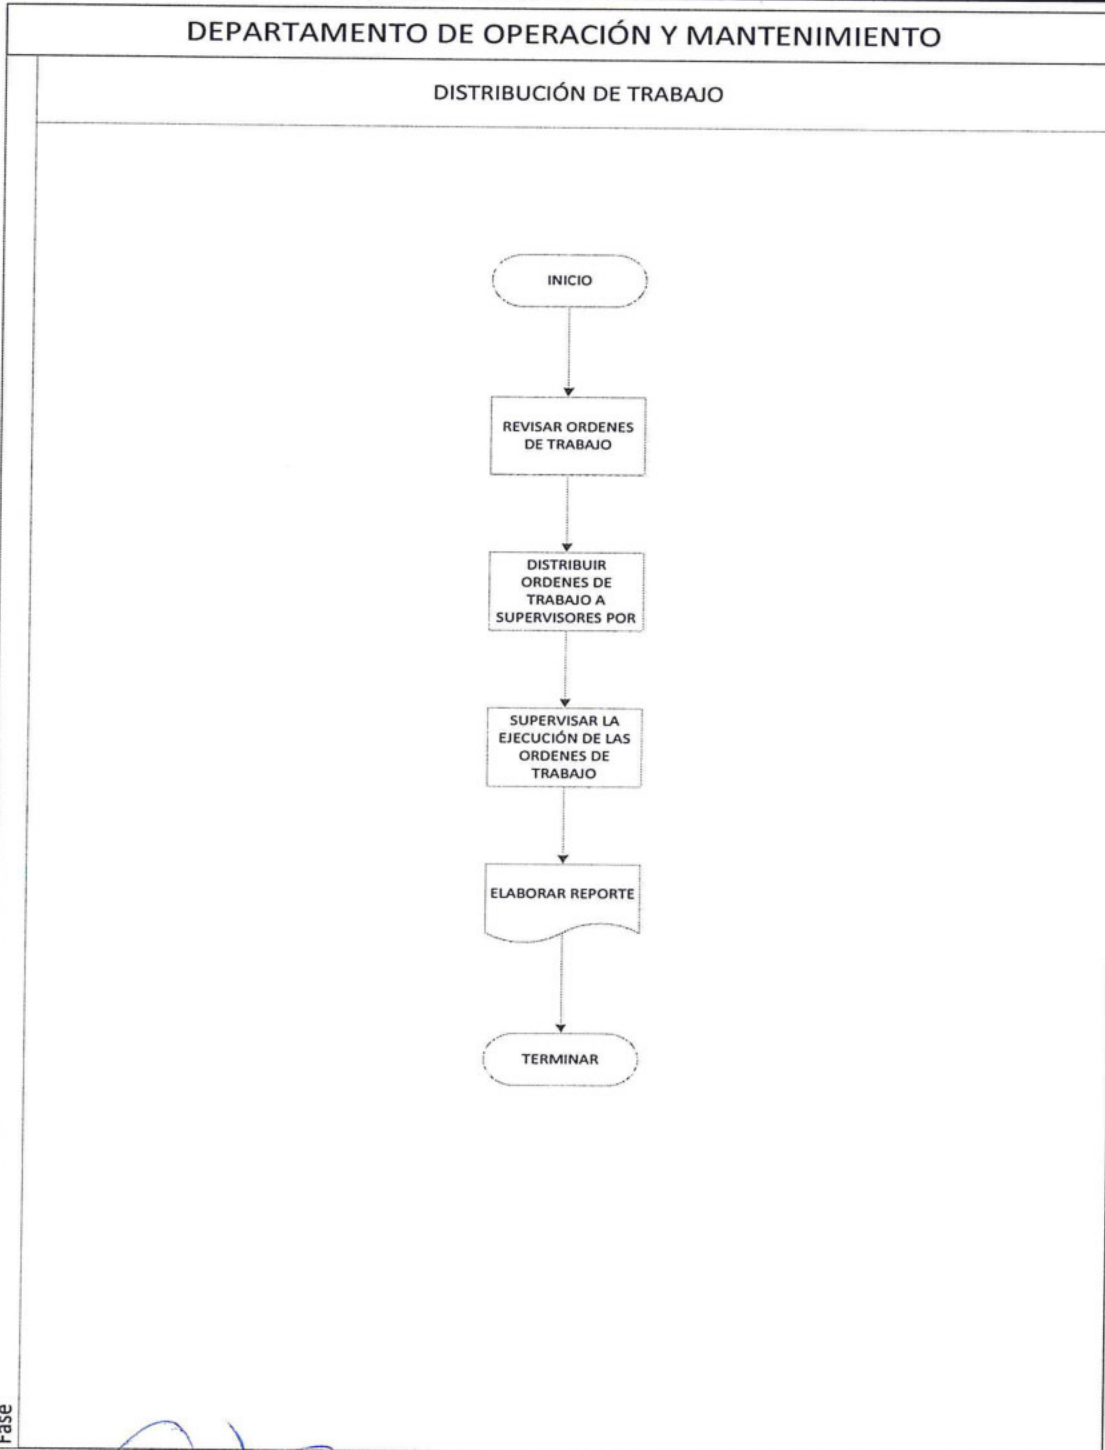 DEPARTAMENTO DE OPERACIÓN Y MANTENIMIENTO
DISTRIBUCIÓN DE TRABAJO
INICIO
REVISAR ORDENES
DE TRABAJO
DISTRIBUIR
ORDENES DE
TRABAJO A
SUPERVISORES POR
SUPERVISAR LA
EJECUCIÓN DE LAS
ORDENES DE
TRABAJO
ELABORAR REPORTE
TERMINAR
Fase